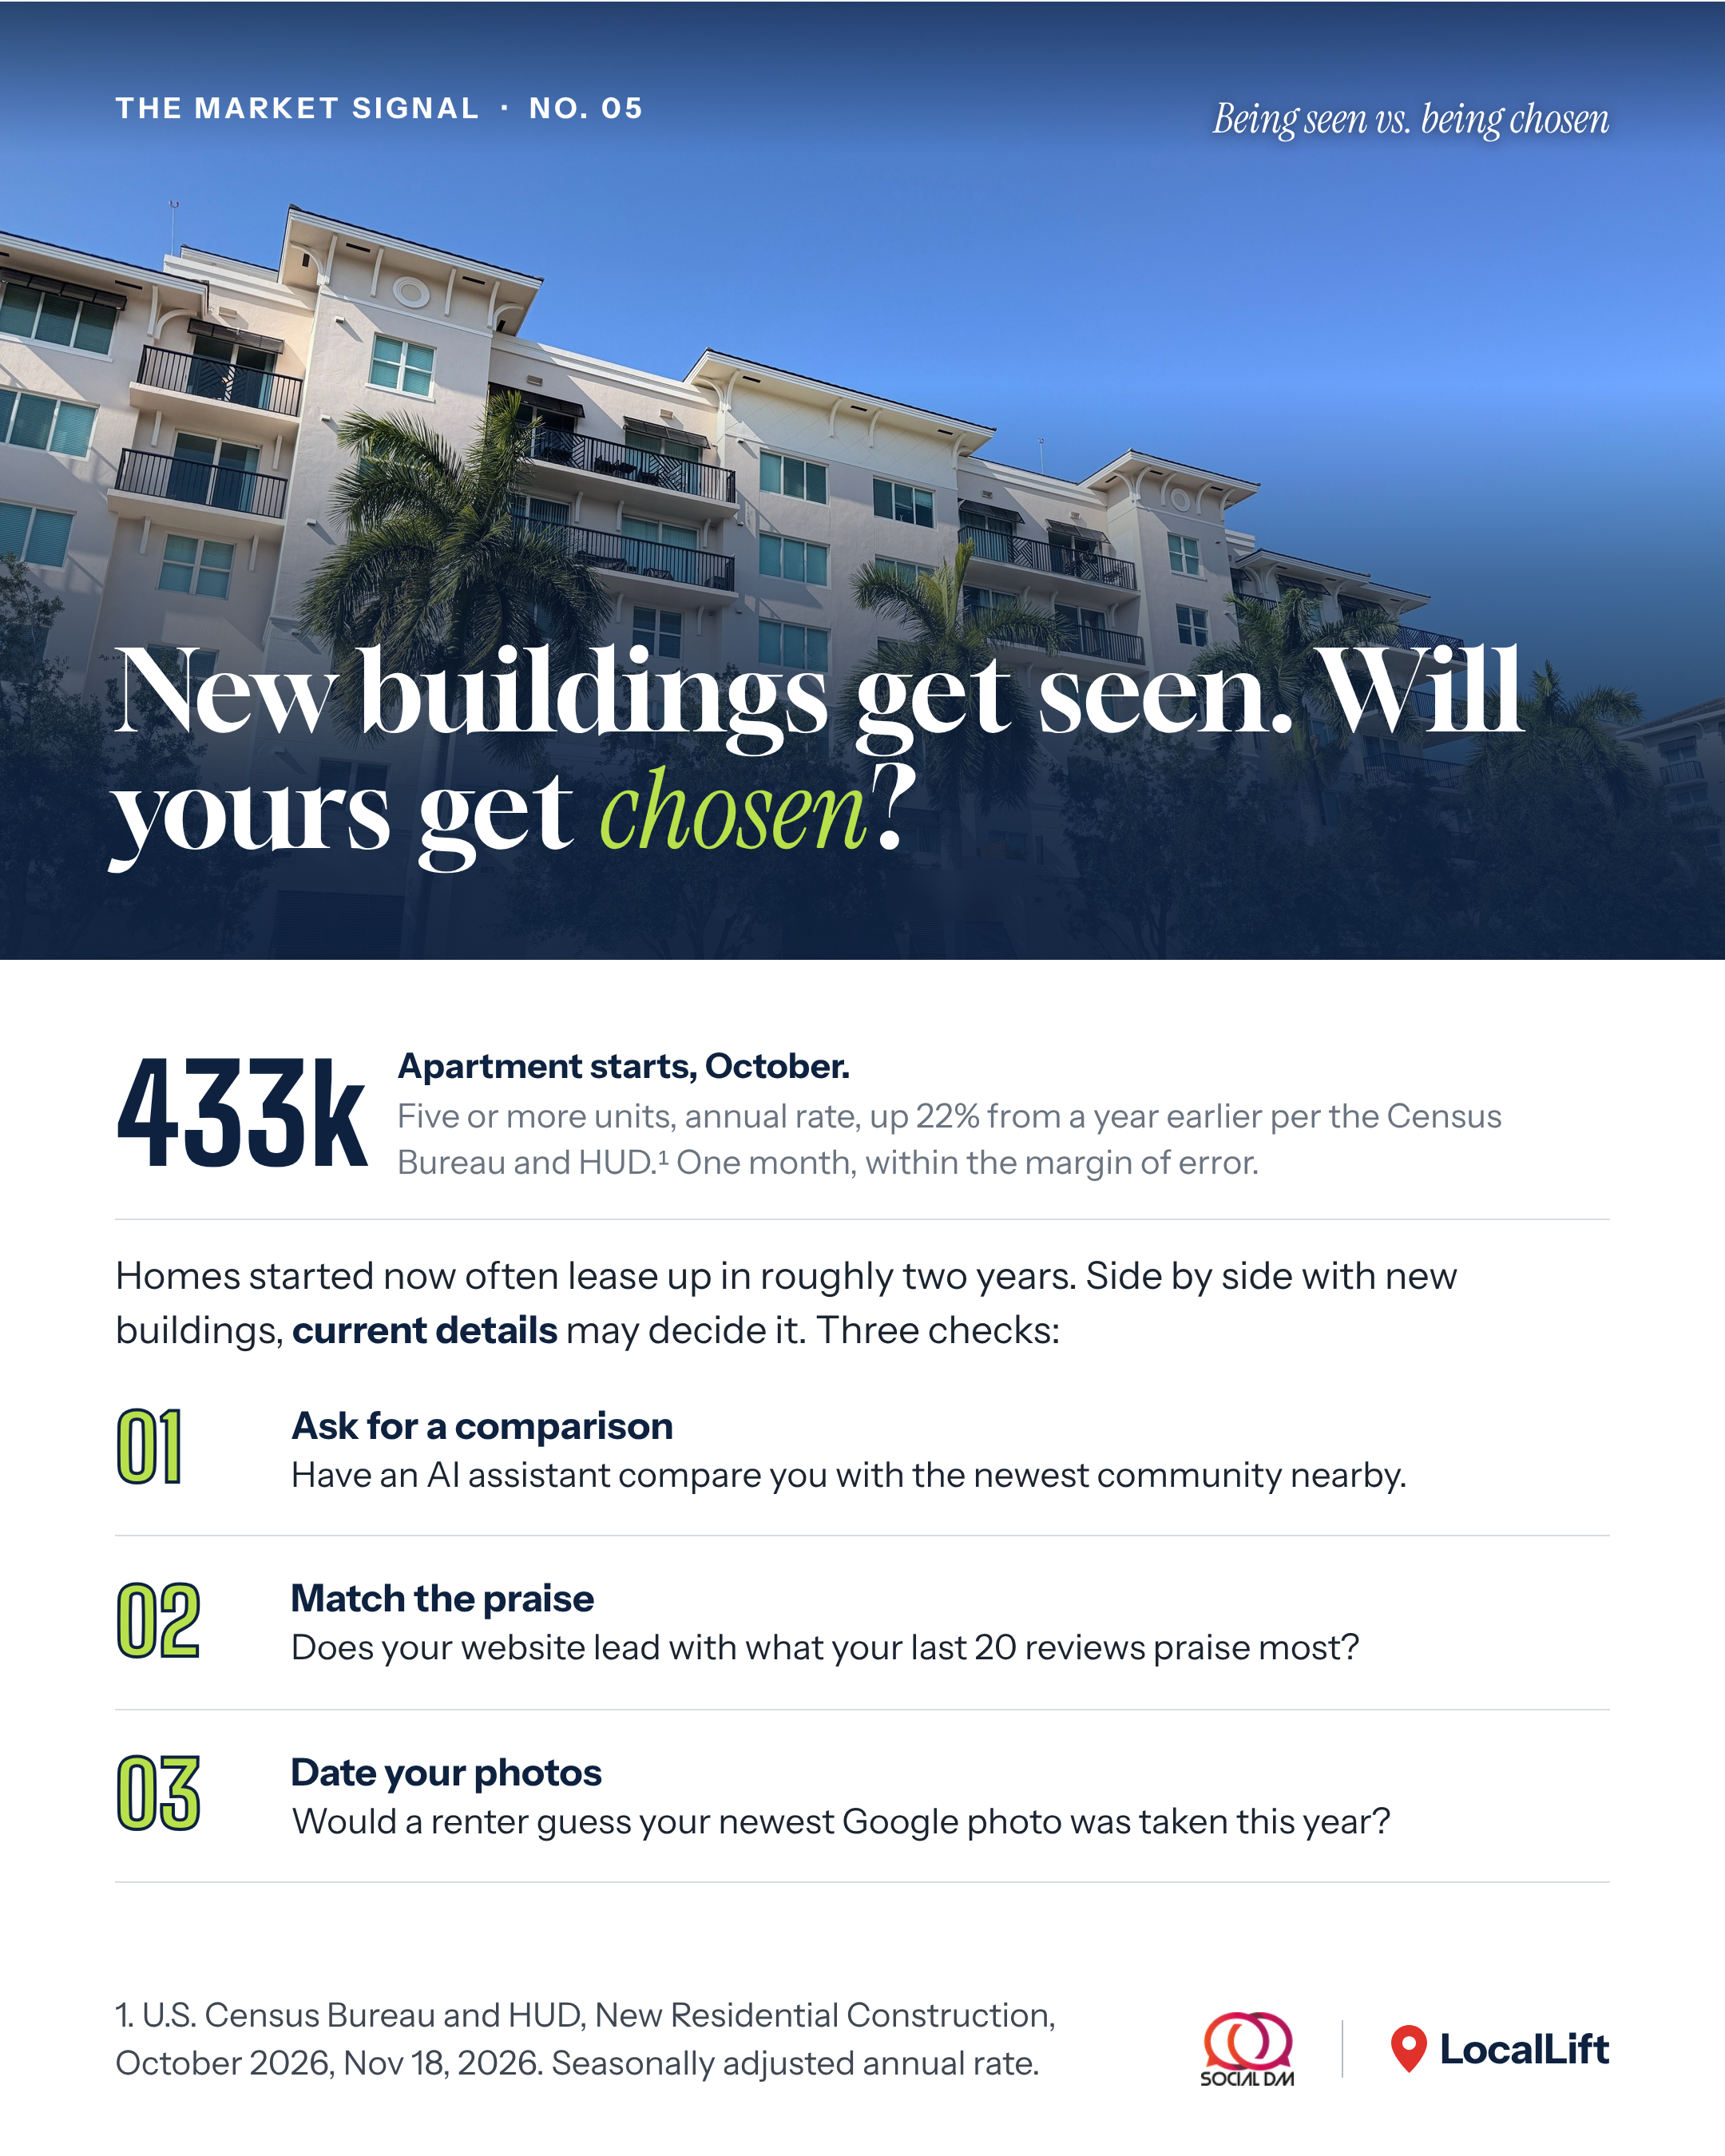 THE MARKET SIGNAL · NO. 05
Being seen vs. being chosen
New buildings get seen. Will
yours get chosen?
433k
Apartment starts, October.
Five or more units, annual rate, up 22% from a year earlier per the Census
Bureau and HUD.¹ One month, within the margin of error.
Homes started now often lease up in roughly two years. Side by side with new
buildings, current details may decide it. Three checks:
01
Ask for a comparison
Have an AI assistant compare you with the newest community nearby.
02
Match the praise
Does your website lead with what your last 20 reviews praise most?
03
Date your photos
Would a renter guess your newest Google photo was taken this year?
1. U.S. Census Bureau and HUD, New Residential Construction,
October 2026, Nov 18, 2026. Seasonally adjusted annual rate.
SOCIAL DM
LocalLift